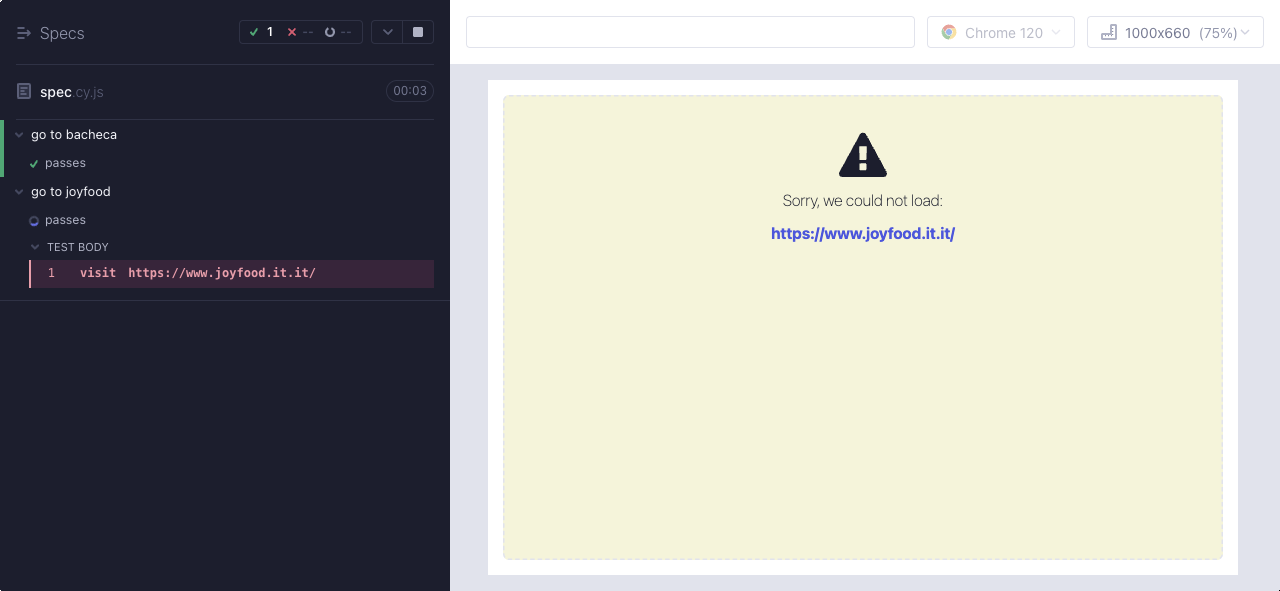 Specs
1
--
--
spec.cy.js
00:03
go to bacheca
passes
go to joyfood
passes
TEST BODY
1 visit https://www.joyfood.it.it/
Chrome 120
1000x660 (75%)
Sorry, we could not load:
https://www.joyfood.it.it/